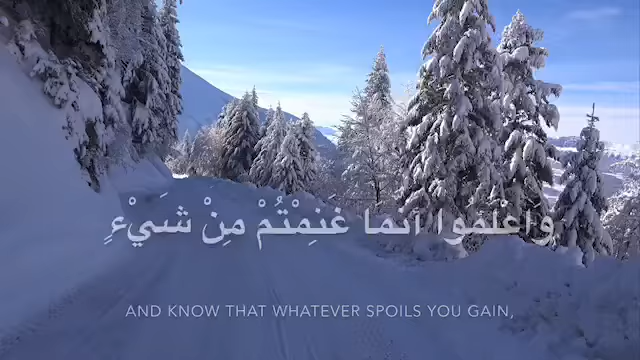 وَاعْلَمُوا أَنَّمَا غَنِمْتُمْ مِنْ شَيْءٍ
AND KNOW THAT WHATEVER SPOILS YOU GAIN,